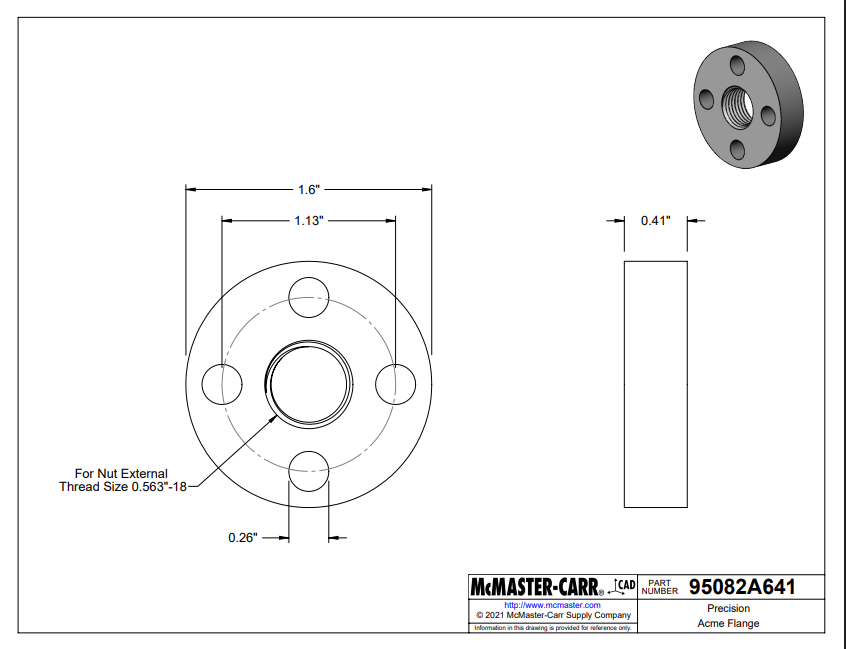 1.6"
1.13"
0.41"
For Nut External
Thread Size 0.563"-18
0.26"
McMASTER-CARR® CAD
http://www.mcmaster.com
© 2021 McMaster-Carr Supply Company
Information in this drawing is provided for reference only.
PART
NUMBER
95082A641
Precision
Acme Flange